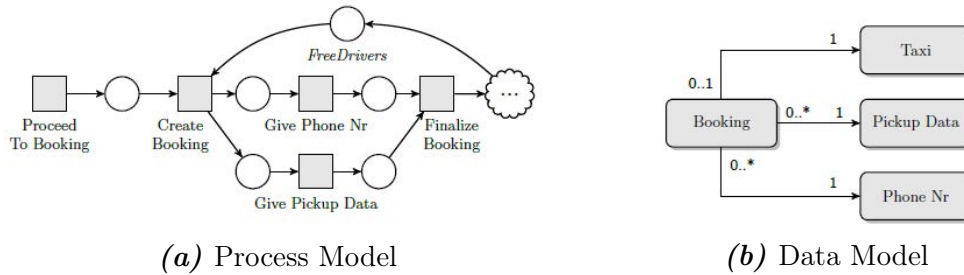 FreeDrivers
...
Proceed
To Booking
Create
Booking
Give Phone Nr
Finalize
Booking
Give Pickup Data
(a) Process Model
1
Taxi
0..1
Booking
0..*
1
Pickup Data
0..*
1
Phone Nr
(b) Data Model